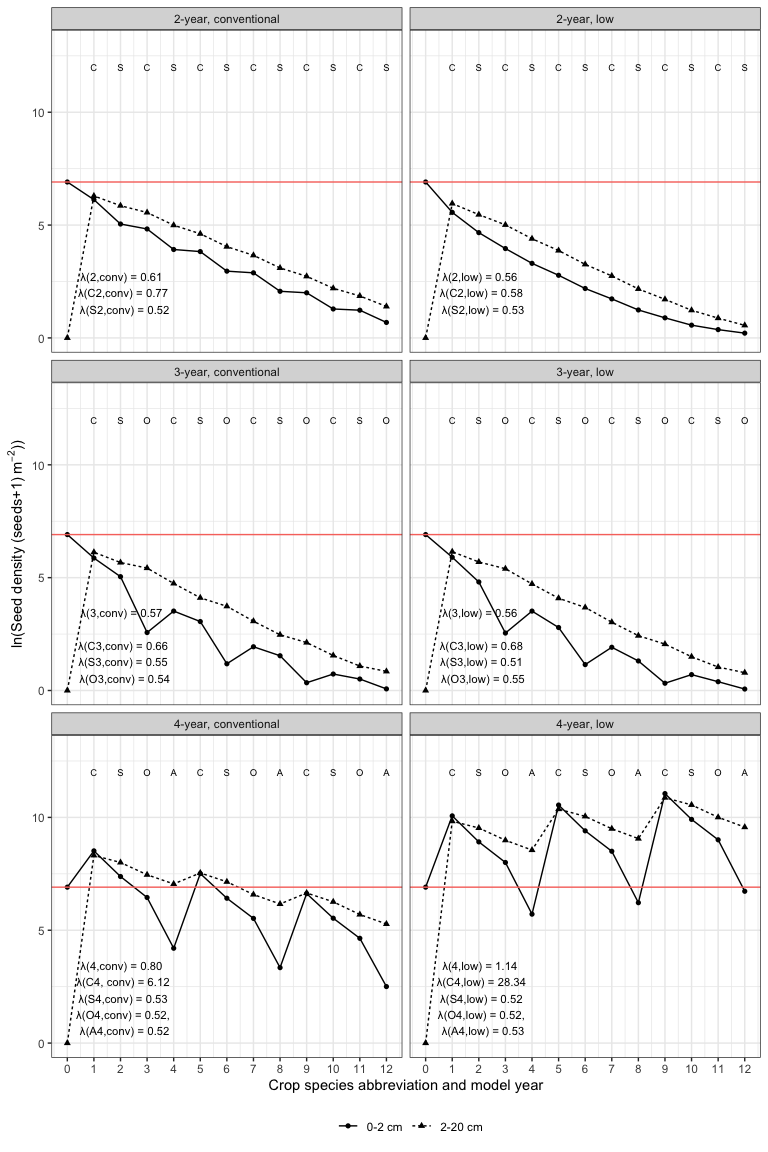 2-year, conventional
2-year, low
C S C S C S C S C S C S
C S C S C S C S C S C S
10
5
0
λ(2,conv) = 0.61
λ(C2,conv) = 0.77
λ(S2,conv) = 0.52
λ(2,low) = 0.56
λ(C2,low) = 0.58
λ(S2,low) = 0.53
3-year, conventional
3-year, low
C S O C S O C S O C S O
C S O C S O C S O C S O
10
5
0
λ(3,conv) = 0.57
λ(C3,conv) = 0.66
λ(S3,conv) = 0.55
λ(O3,conv) = 0.54
λ(3,low) = 0.56
λ(C3,low) = 0.68
λ(S3,low) = 0.51
λ(O3,low) = 0.55
ln(Seed density (seeds+1) m⁻²))
4-year, conventional
4-year, low
C S O A C S O A C S O A
C S O A C S O A C S O A
10
5
0
λ(4,conv) = 0.80
λ(C4, conv) = 6.12
λ(S4,conv) = 0.53
λ(O4,conv) = 0.52,
λ(A4,conv) = 0.52
λ(4,low) = 1.14
λ(C4,low) = 28.34
λ(S4,low) = 0.52
λ(O4,low) = 0.52,
λ(A4,low) = 0.53
0 1 2 3 4 5 6 7 8 9 10 11 12
0 1 2 3 4 5 6 7 8 9 10 11 12
Crop species abbreviation and model year
0-2 cm
2-20 cm